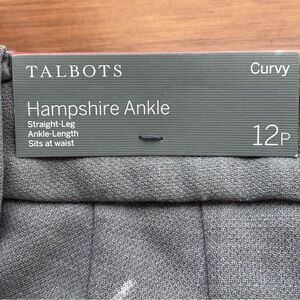 TALBOTS Curvy
Hampshire Ankle
Straight-Leg
Ankle-Length
Sits at waist
12P